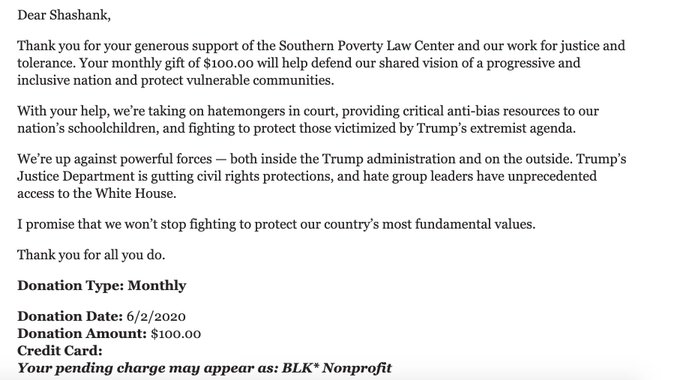 Dear Shashank,
Thank you for your generous support of the Southern Poverty Law Center and our work for justice and
tolerance. Your monthly gift of $100.00 will help defend our shared vision of a progressive and
inclusive nation and protect vulnerable communities.
With your help, we're taking on hatemongers in court, providing critical anti-bias resources to our
nation's schoolchildren, and fighting to protect those victimized by Trump's extremist agenda.
We're up against powerful forces — both inside the Trump administration and on the outside. Trump's
Justice Department is gutting civil rights protections, and hate group leaders have unprecedented
access to the White House.
I promise that we won't stop fighting to protect our country's most fundamental values.
Thank you for all you do.
Donation Type: Monthly
Donation Date: 6/2/2020
Donation Amount: $100.00
Credit Card:
Your pending charge may appear as: BLK* Nonprofit